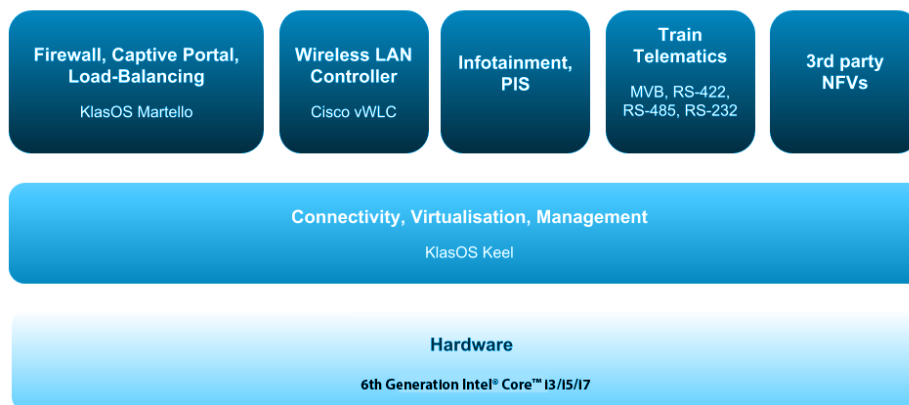 Firewall, Captive Portal,
Load-Balancing
KlasOS Martello
Wireless LAN
Controller
Cisco vWLC
Infotainment,
PIS
Train
Telematics
MVB, RS-422,
RS-485, RS-232
3rd party
NFVs
Connectivity, Virtualisation, Management
KlasOS Keel
Hardware
6th Generation Intel® Core™ I3/I5/I7